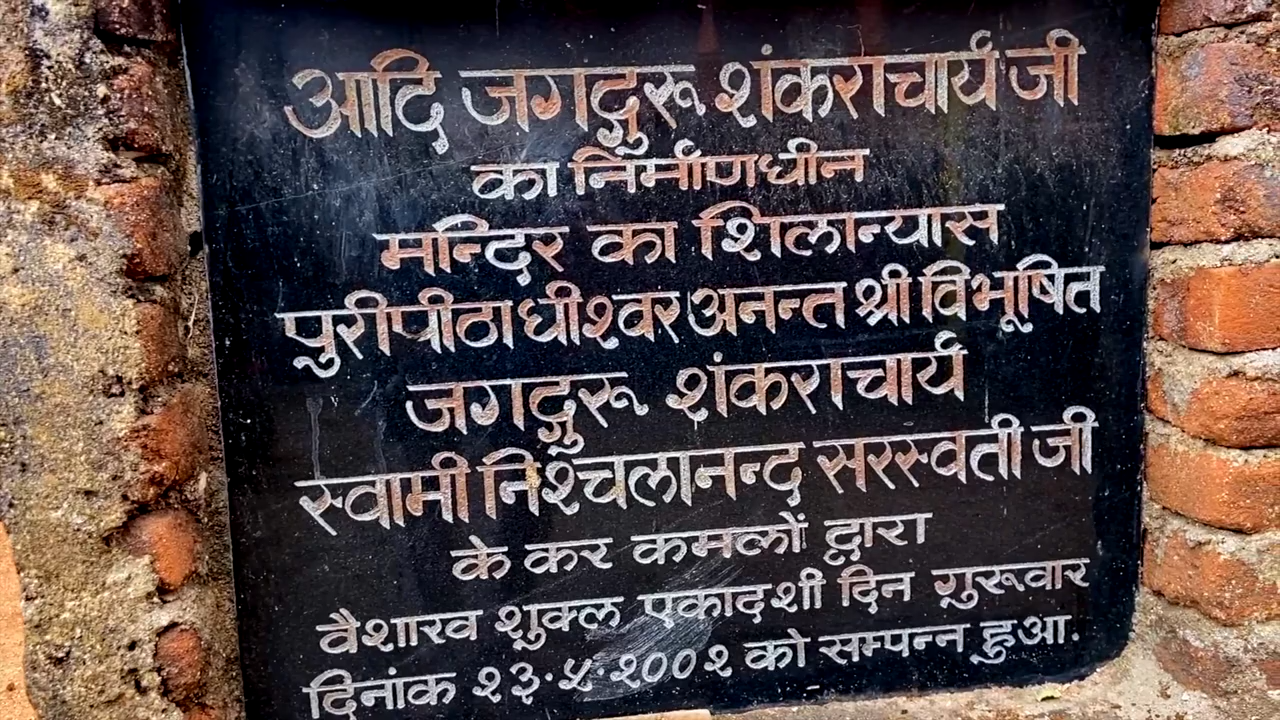 आदि जगद्गुरू शंकराचार्य जी
का निर्माणधीन
मन्दिर का शिलान्यास
पुरीपीठाधीश्वर अनन्त श्री विभूषित
जगद्गुरू शंकराचार्य
स्वामी निश्चलानन्द सरस्वती जी
के कर कमलों द्वारा
वैशाख शुक्ल एकादशी दिन गुरूवार
दिनांक २३.५.२००२ को सम्पन्न हुआ.